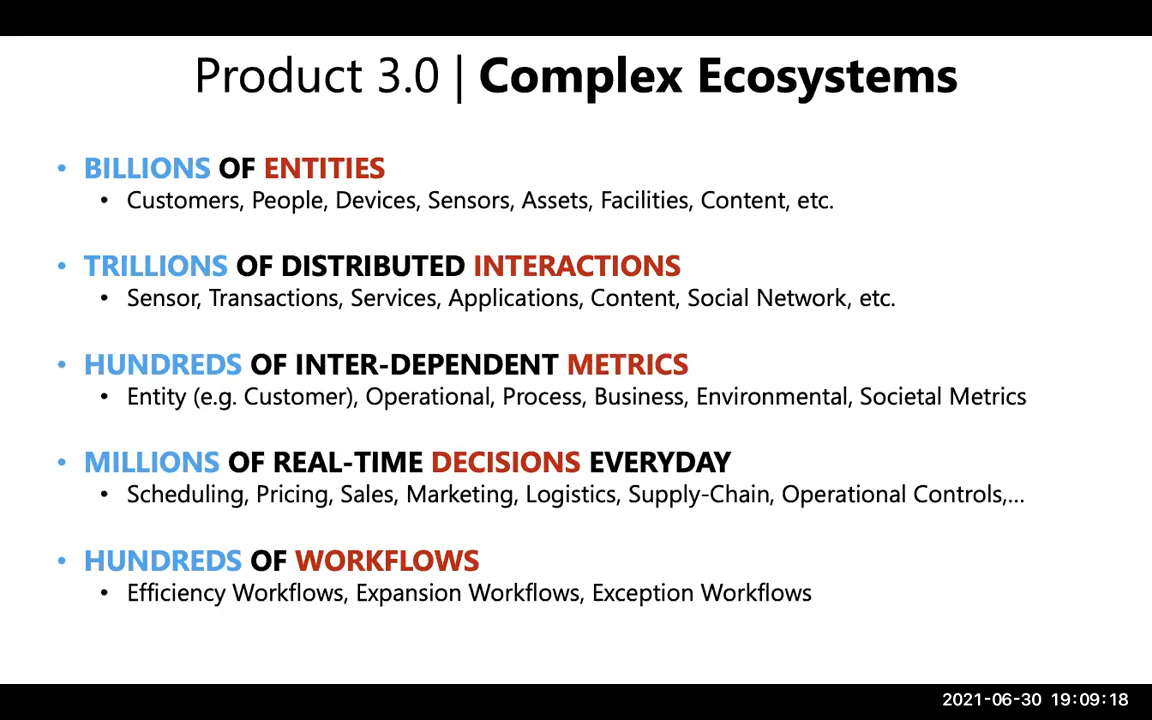 Product 3.0 | Complex Ecosystems
• BILLIONS OF ENTITIES
• Customers, People, Devices, Sensors, Assets, Facilities, Content, etc.
• TRILLIONS OF DISTRIBUTED INTERACTIONS
• Sensor, Transactions, Services, Applications, Content, Social Network, etc.
• HUNDREDS OF INTER-DEPENDENT METRICS
• Entity (e.g. Customer), Operational, Process, Business, Environmental, Societal Metrics
• MILLIONS OF REAL-TIME DECISIONS EVERYDAY
• Scheduling, Pricing, Sales, Marketing, Logistics, Supply-Chain, Operational Controls,...
• HUNDREDS OF WORKFLOWS
• Efficiency Workflows, Expansion Workflows, Exception Workflows
2021-06-30 19:09:18